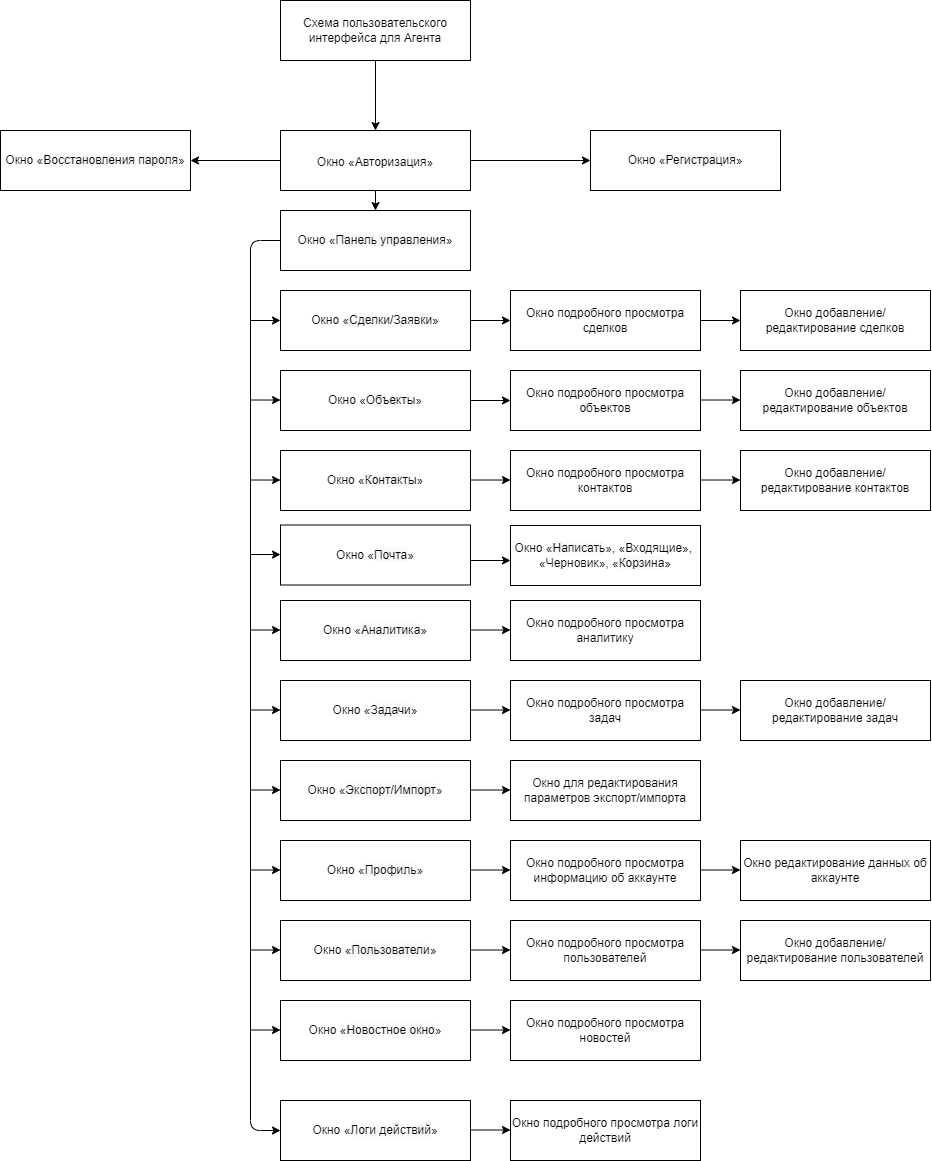 Схема пользовательского
интерфейса для Агента
Окно «Восстановления пароля»
Окно «Авторизация»
Окно «Регистрация»
Окно «Панель управления»
Окно «Сделки/Заявки»
Окно подробного просмотра
сделков
Окно добавление/
редактирование сделков
Окно «Объекты»
Окно подробного просмотра
объектов
Окно добавление/
редактирование объектов
Окно «Контакты»
Окно подробного просмотра
контактов
Окно добавление/
редактирование контактов
Окно «Почта»
Окно «Написать», «Входящие»,
«Черновик», «Корзина»
Окно «Аналитика»
Окно подробного просмотра
аналитику
Окно «Задачи»
Окно подробного просмотра
задач
Окно добавление/
редактирование задач
Окно «Экспорт/Импорт»
Окно для редактирования
параметров экспорт/импорта
Окно «Профиль»
Окно подробного просмотра
информацию об аккаунте
Окно редактирование данных об
аккаунте
Окно «Пользователи»
Окно подробного просмотра
пользователей
Окно добавление/
редактирование пользователей
Окно «Новостное окно»
Окно подробного просмотра
новостей
Окно «Логи действий»
Окно подробного просмотра логи
действий